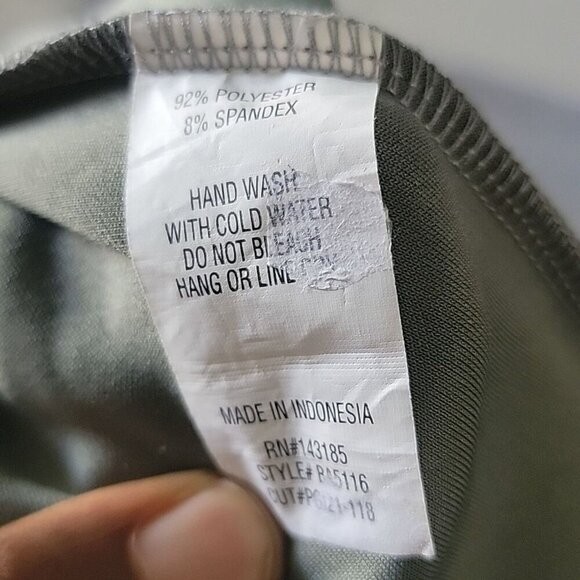 92% POLYESTER
8% SPANDEX
HAND WASH
WITH COLD WATER
DO NOT BLEACH
HANG OR LINE DRY
MADE IN INDONESIA
RN#143185
STYLE# BA5116